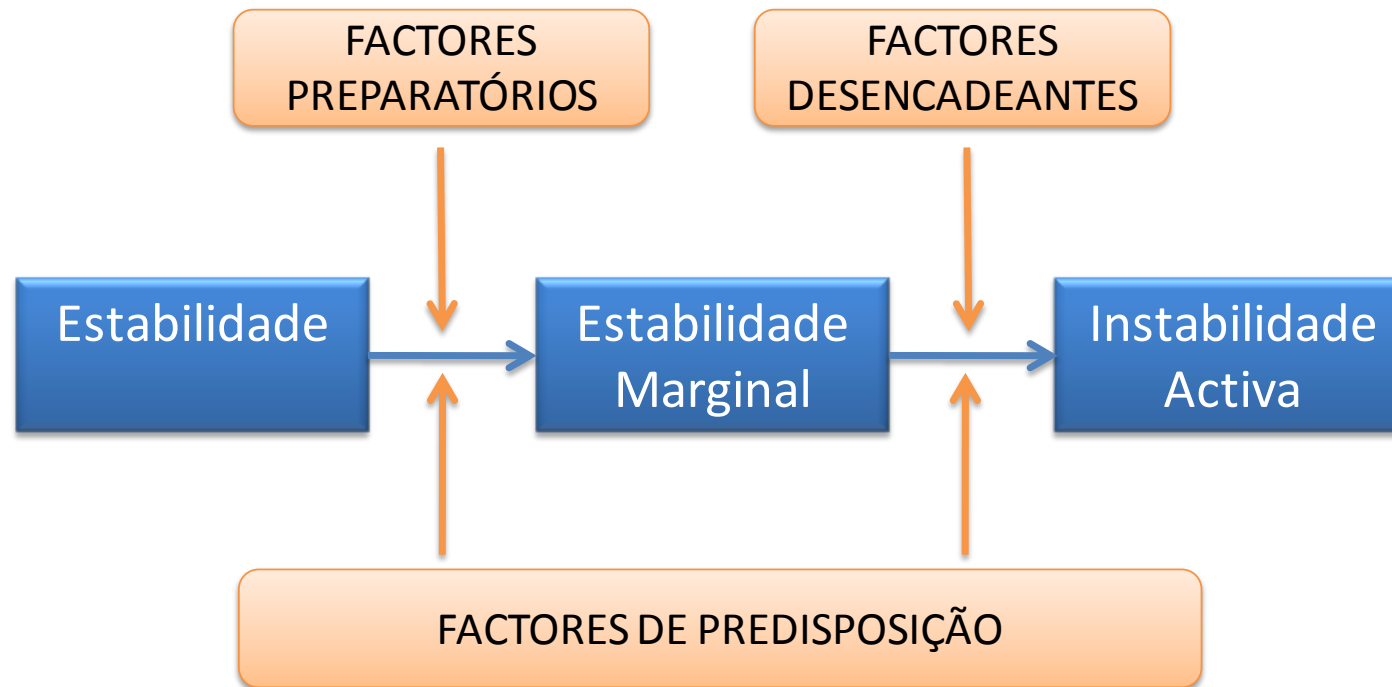 FACTORES
PREPARATÓRIOS
FACTORES
DESENCADEANTES
Estabilidade
Estabilidade
Marginal
Instabilidade
Activa
FACTORES DE PREDISPOSIÇÃO